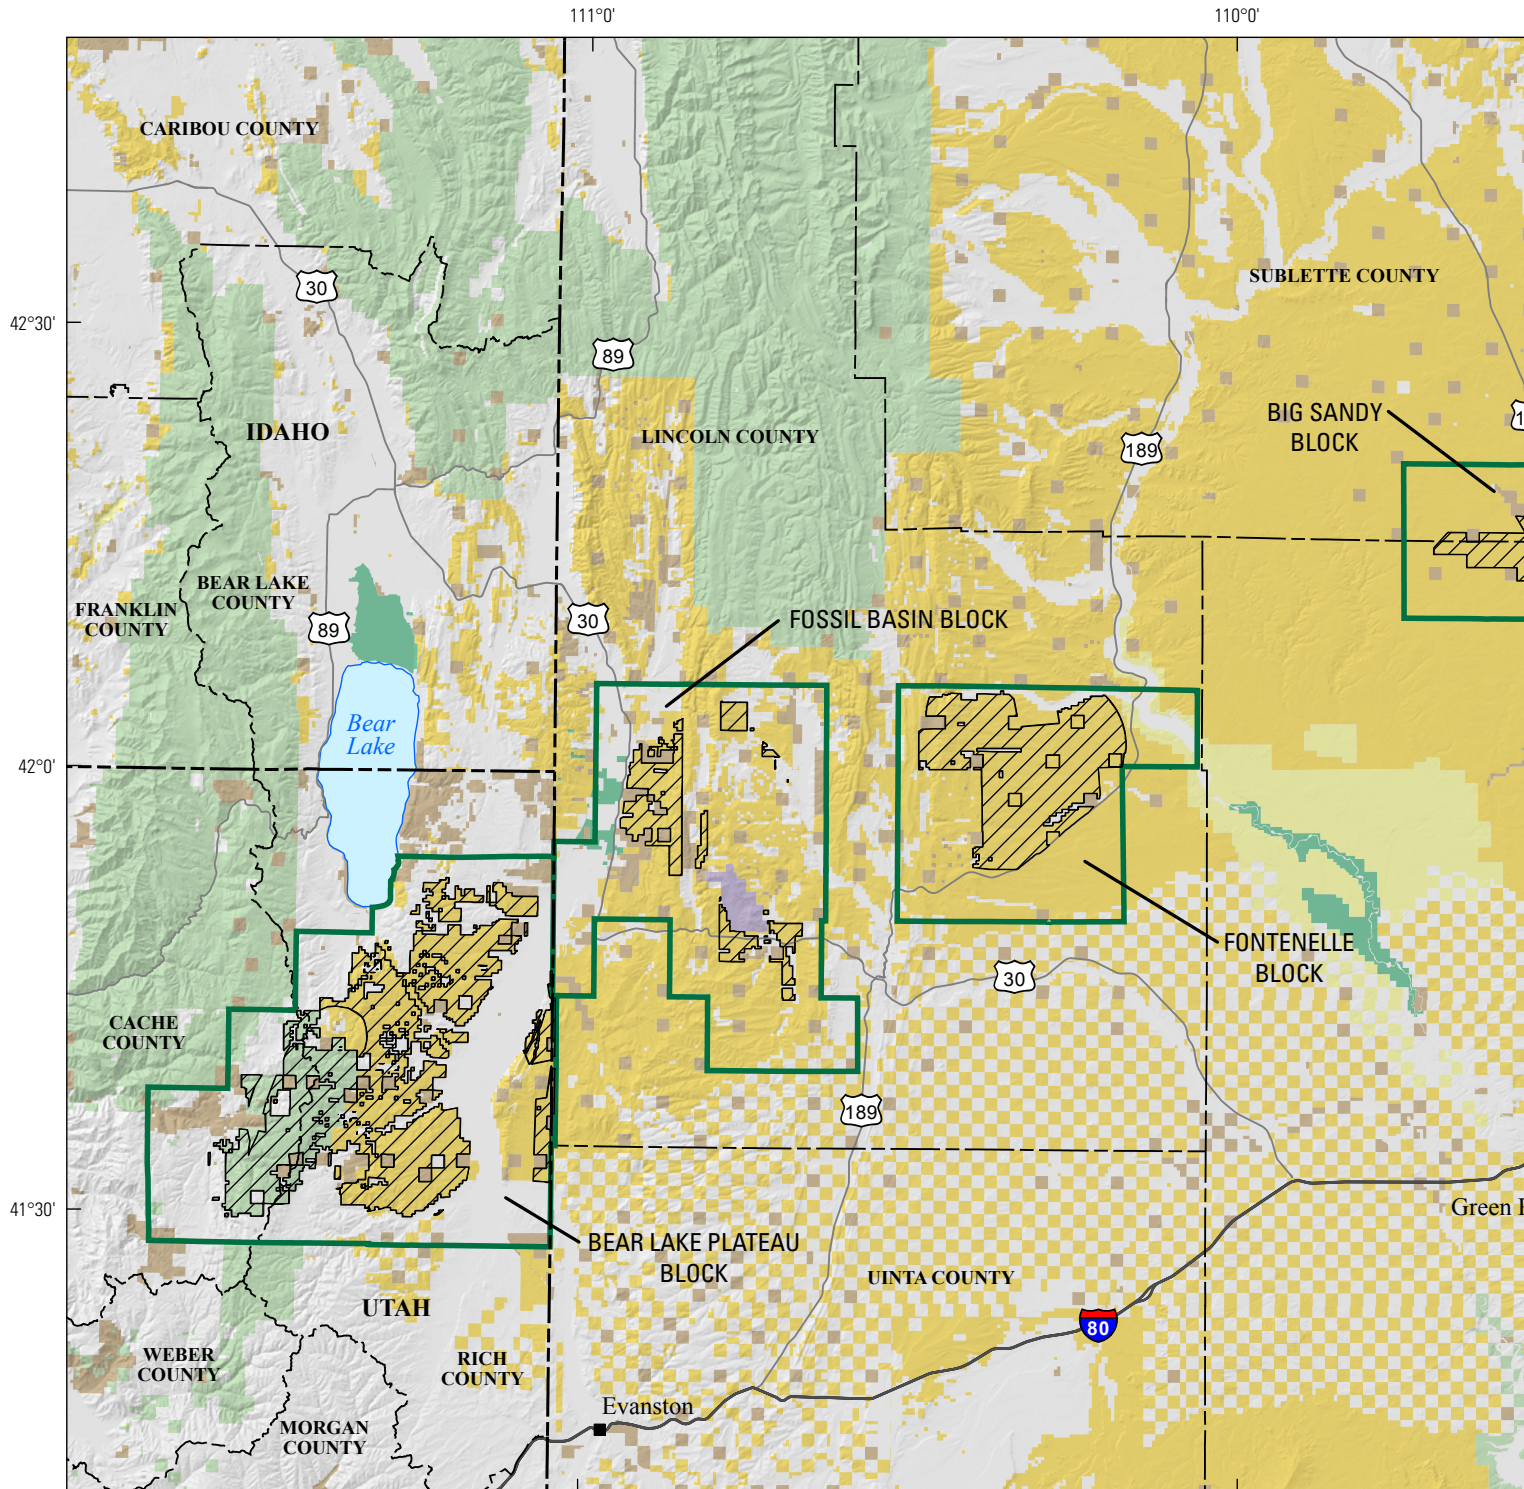 111°0'
110°0'
CARIBOU COUNTY
SUBLETTE COUNTY
30
42°30'
89
BIG SANDY
BLOCK
IDAHO
LINCOLN COUNTY
189
BEAR LAKE
COUNTY
FRANKLIN
COUNTY
89
30
FOSSIL BASIN BLOCK
Bear
Lake
42°0'
FONTENELLE
BLOCK
30
CACHE
COUNTY
189
41°30'
Green
BEAR LAKE PLATEAU
BLOCK
UINTA COUNTY
UTAH
80
WEBER
COUNTY
RICH
COUNTY
Evanston
MORGAN
COUNTY